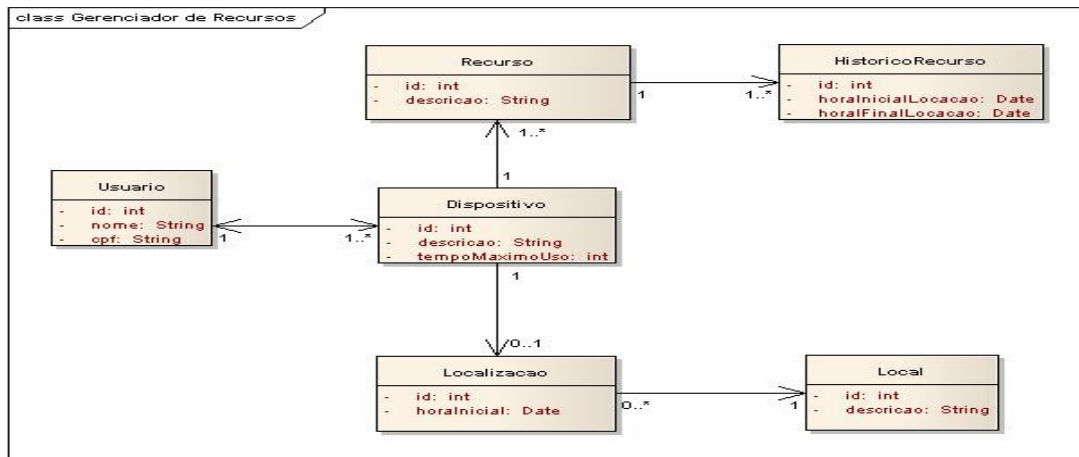 class Gerenciador de Recursos
Recurso
- id: int
- descricao: String
1
1..*
HistoricoRecurso
- id: int
- horaInicialLocacao: Date
- horalFinalLocacao: Date
1..*
1
Usuario
- id: int
- nome: String
- cpf: String
1
1..*
Dispositivo
- id: int
- descricao: String
- tempoMaximoUso: int
1
0..1
Localizacao
- id: int
- horaInicial: Date
0..*
1
Local
- id: int
- descricao: String